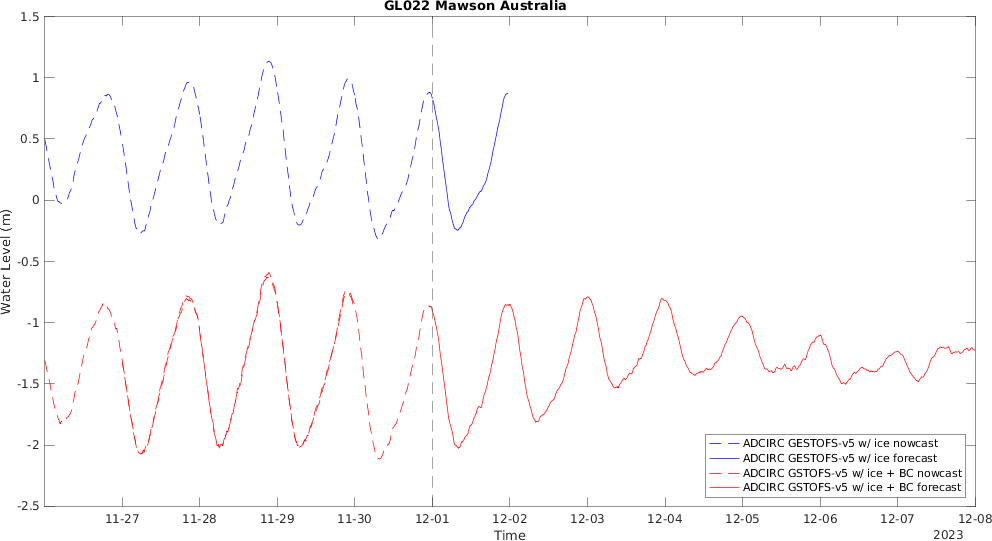 GL022 Mawson Australia
1.5
1
0.5
0
-0.5
-1
-1.5
-2
-2.5
Water Level (m)
ADCIRC GESTOFS-v5 w/ ice nowcast
ADCIRC GESTOFS-v5 w/ ice forecast
ADCIRC GSTOFS-v5 w/ ice + BC nowcast
ADCIRC GSTOFS-v5 w/ ice + BC forecast
11-27 11-28 11-29 11-30 12-01 12-02 12-03 12-04 12-05 12-06 12-07 12-08
Time
2023